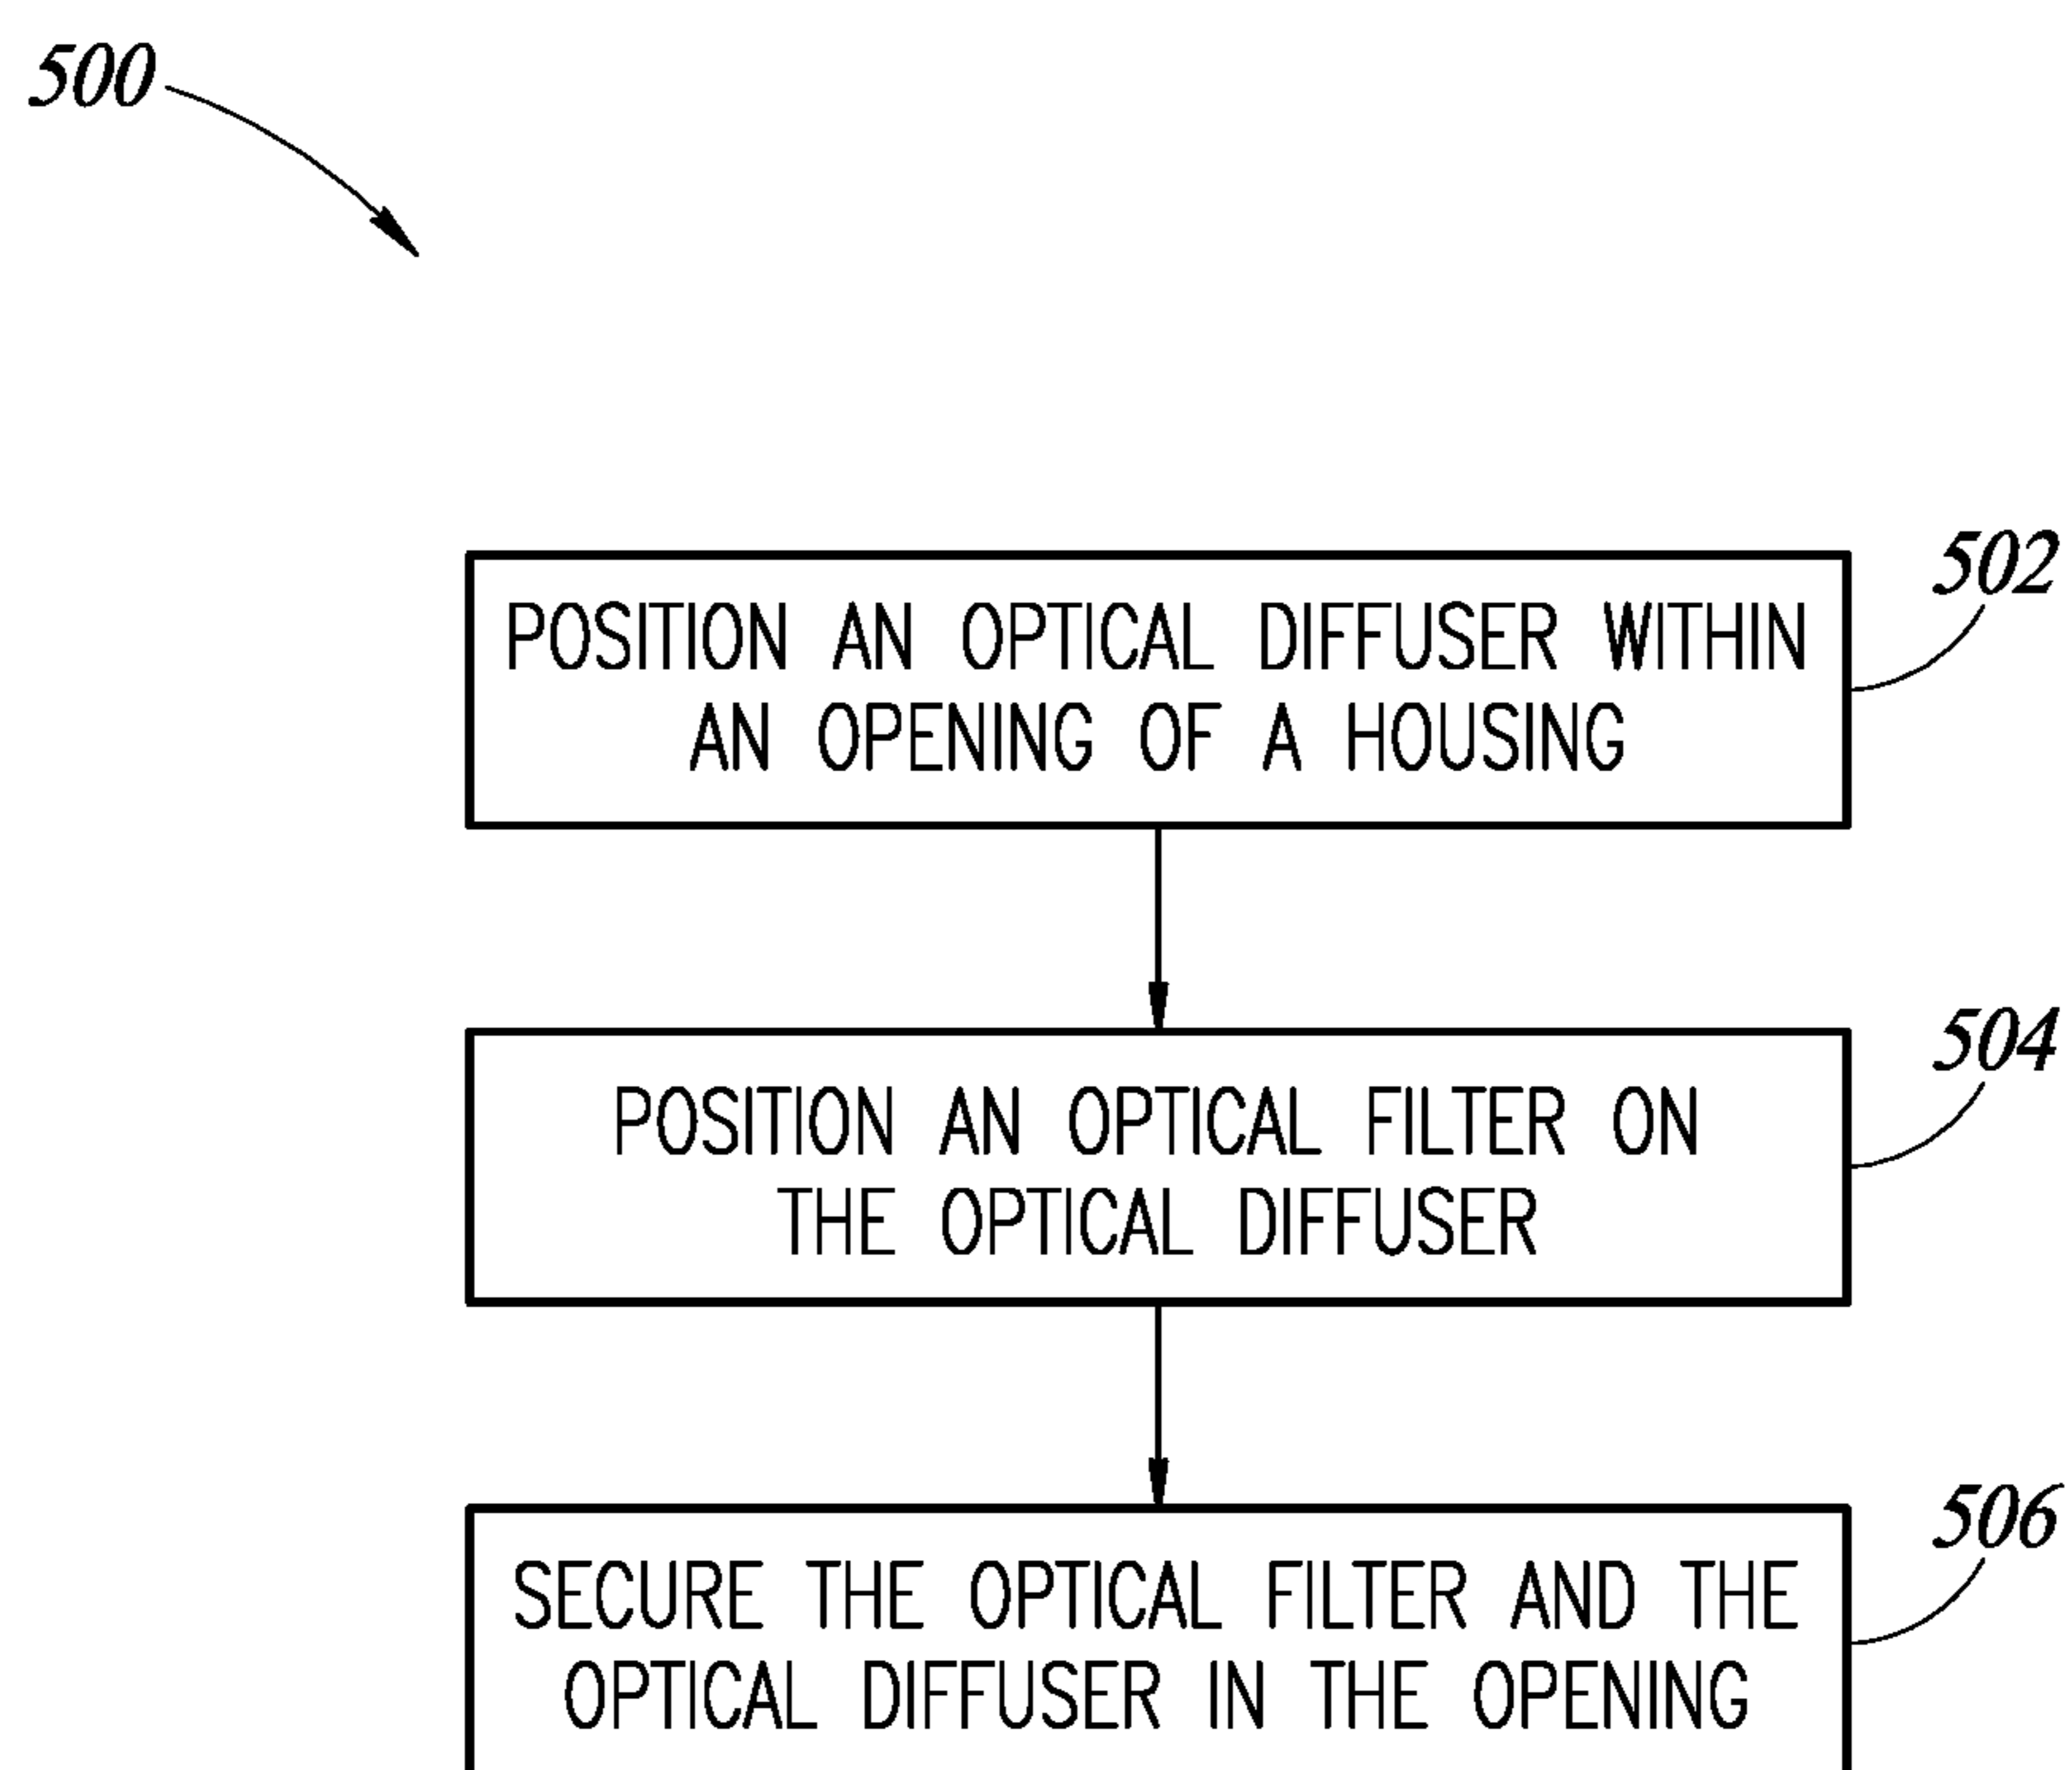 500
502
POSITION AN OPTICAL DIFFUSER WITHIN
AN OPENING OF A HOUSING
504
POSITION AN OPTICAL FILTER ON
THE OPTICAL DIFFUSER
506
SECURE THE OPTICAL FILTER AND THE
OPTICAL DIFFUSER IN THE OPENING